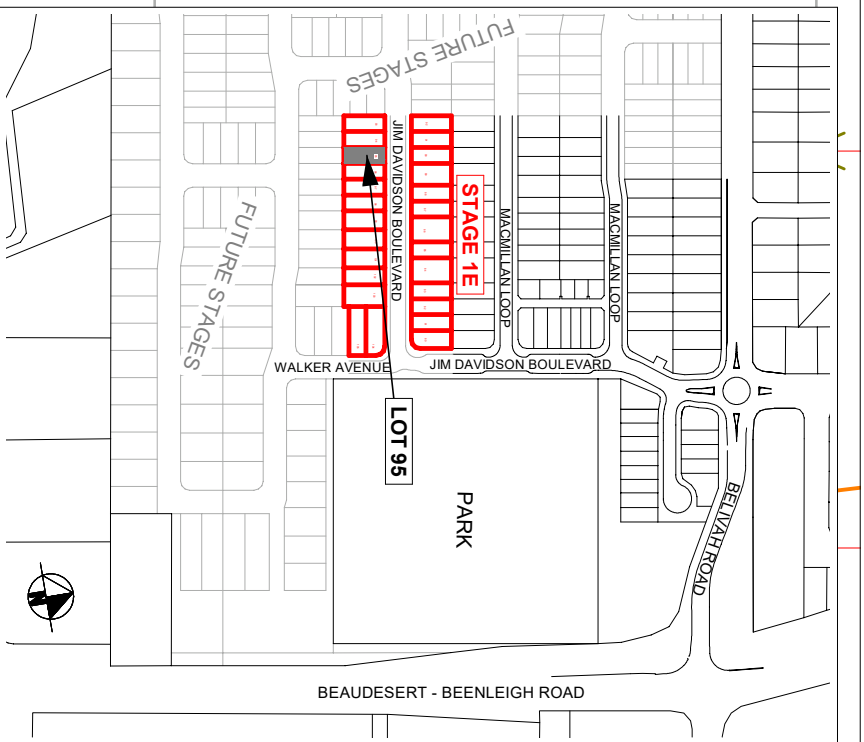 FUTURE STAGES
JIM DAVIDSON BOULEVARD
STAGE 1E
MACMILLAN LOOP
MACMILLAN LOOP
FUTURE STAGES
WALKER AVENUE
JIM DAVIDSON BOULEVARD
LOT 95
PARK
BELIVAH ROAD
N
BEAUDESERT - BEENLEIGH ROAD